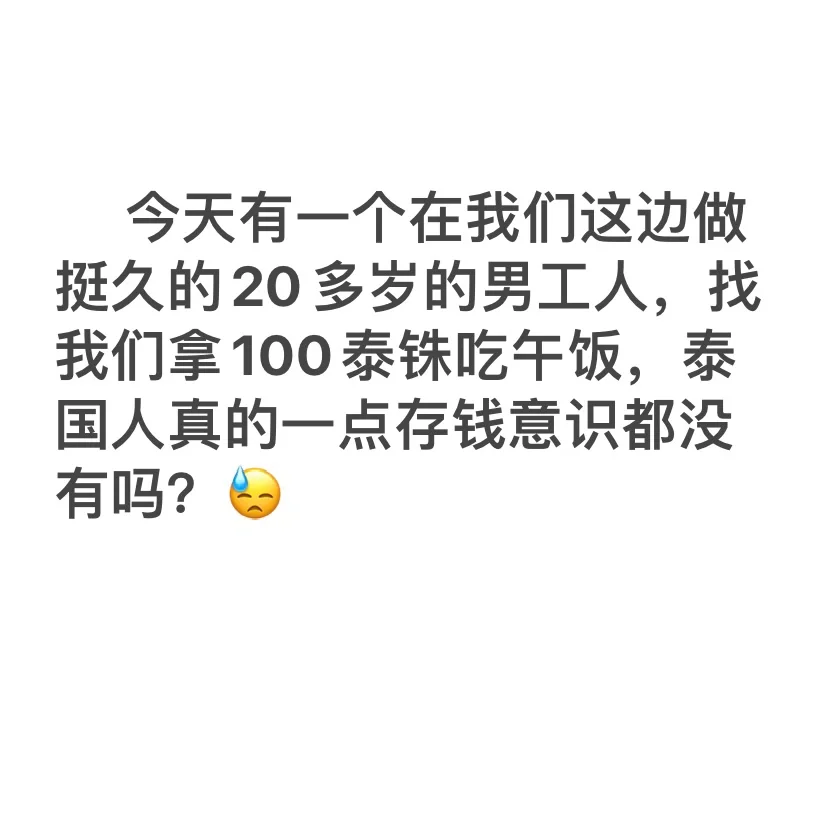 今天有一个在我们这边做
挺久的20多岁的男工人，找
我们拿100泰铢吃午饭，泰
国人真的一点存钱意识都没
有吗？😓